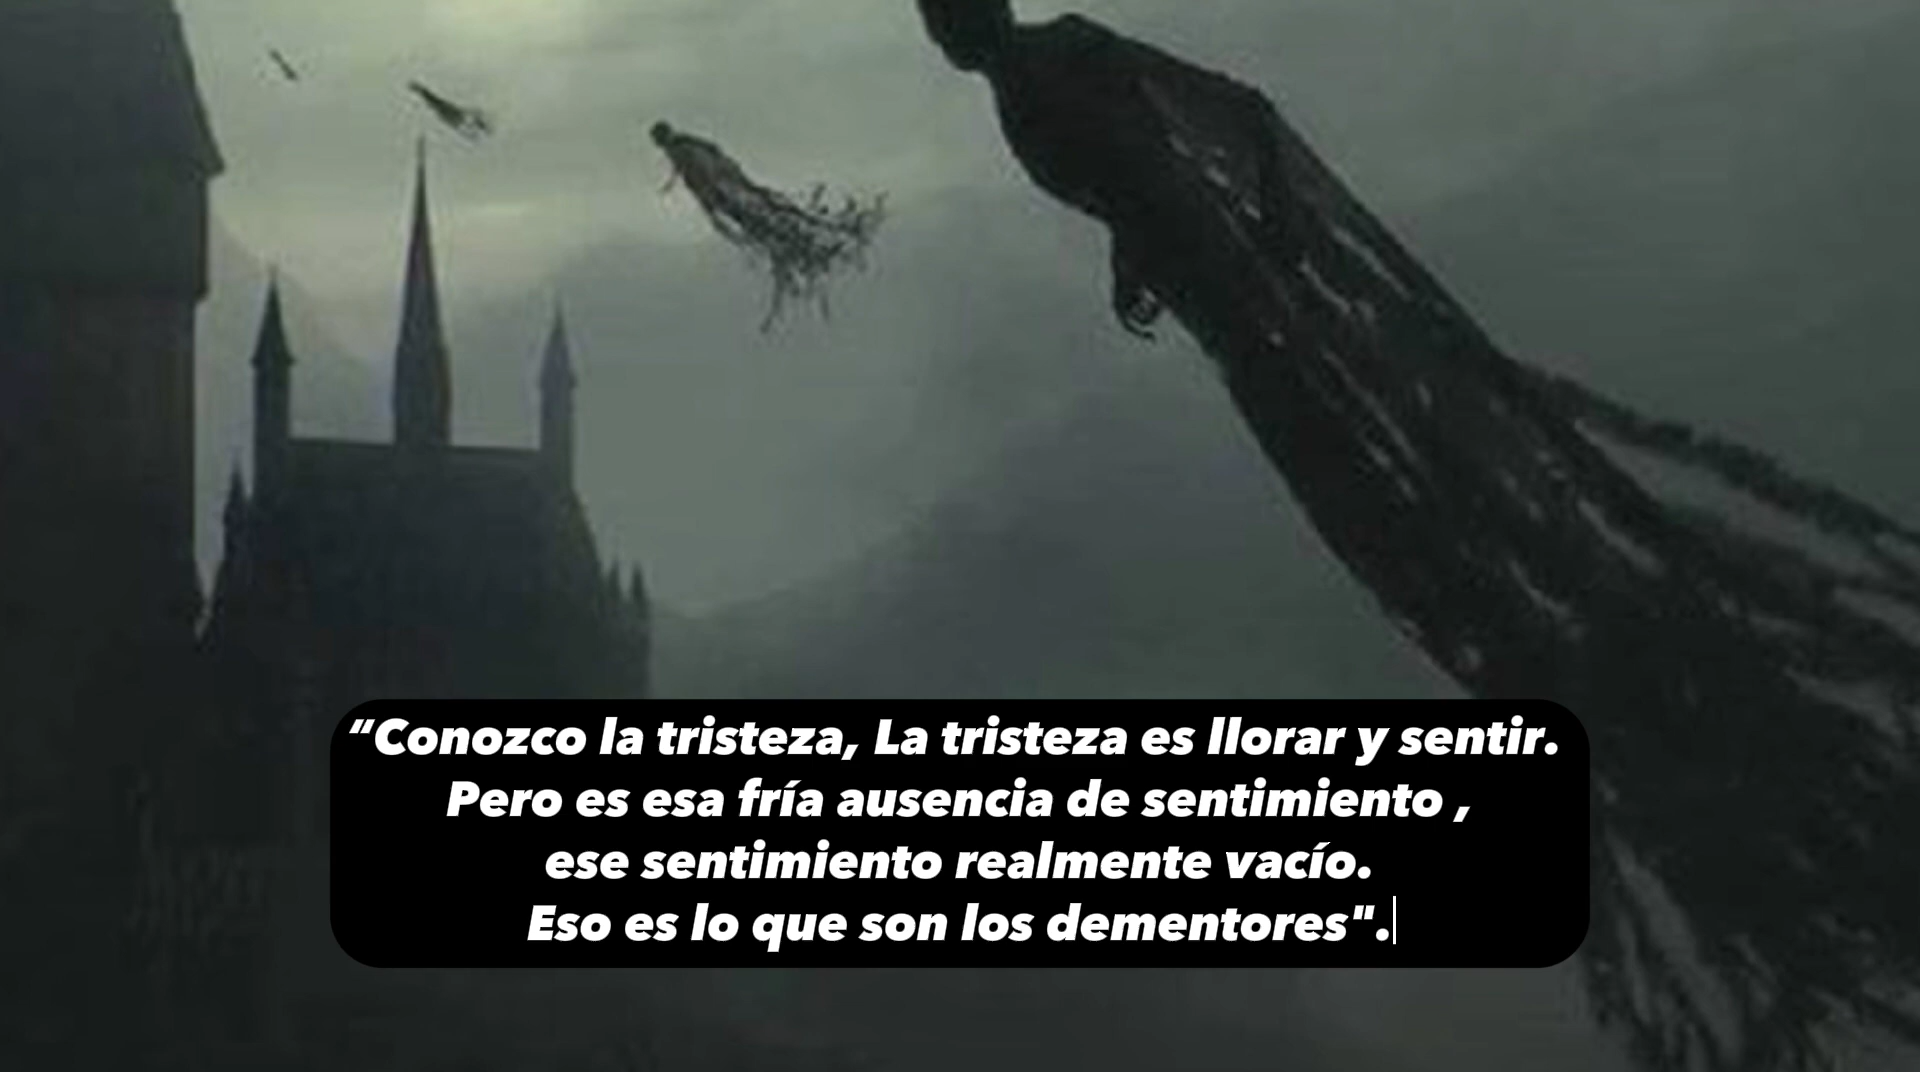 “Conozco la tristeza, La tristeza es llorar y sentir.
Pero es esa fría ausencia de sentimiento ,
ese sentimiento realmente vacío.
Eso es lo que son los dementores".